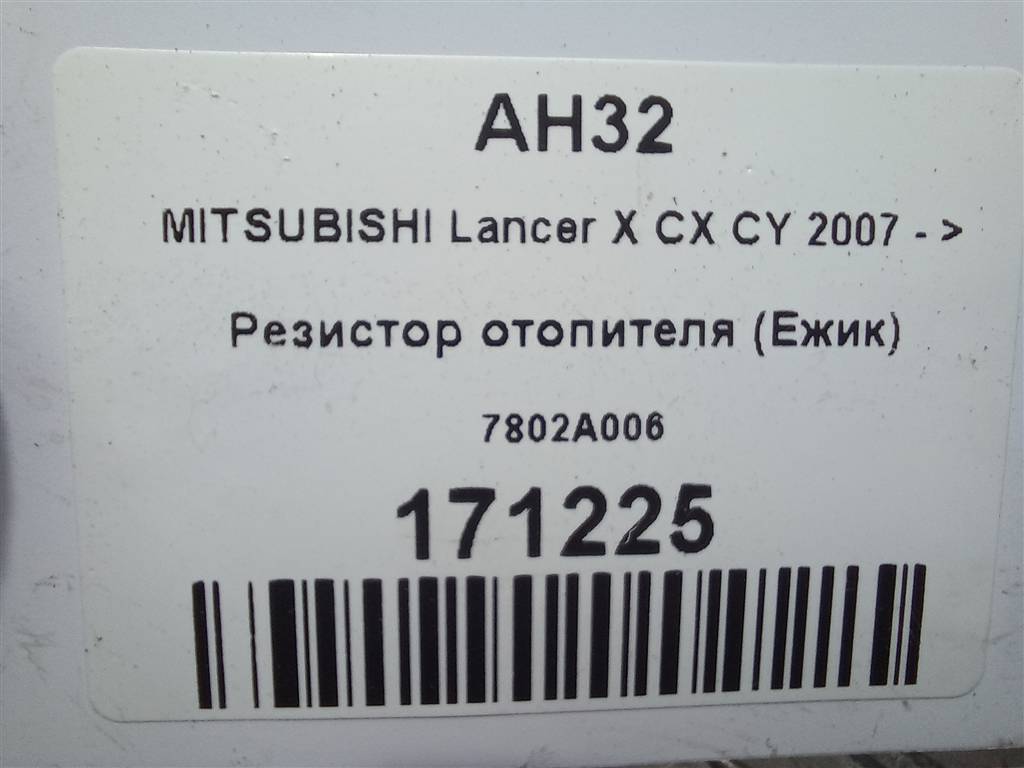 AH32
MITSUBISHI Lancer X CX CY 2007 - >
Резистор отопителя (Ежик)
7802A006
171225